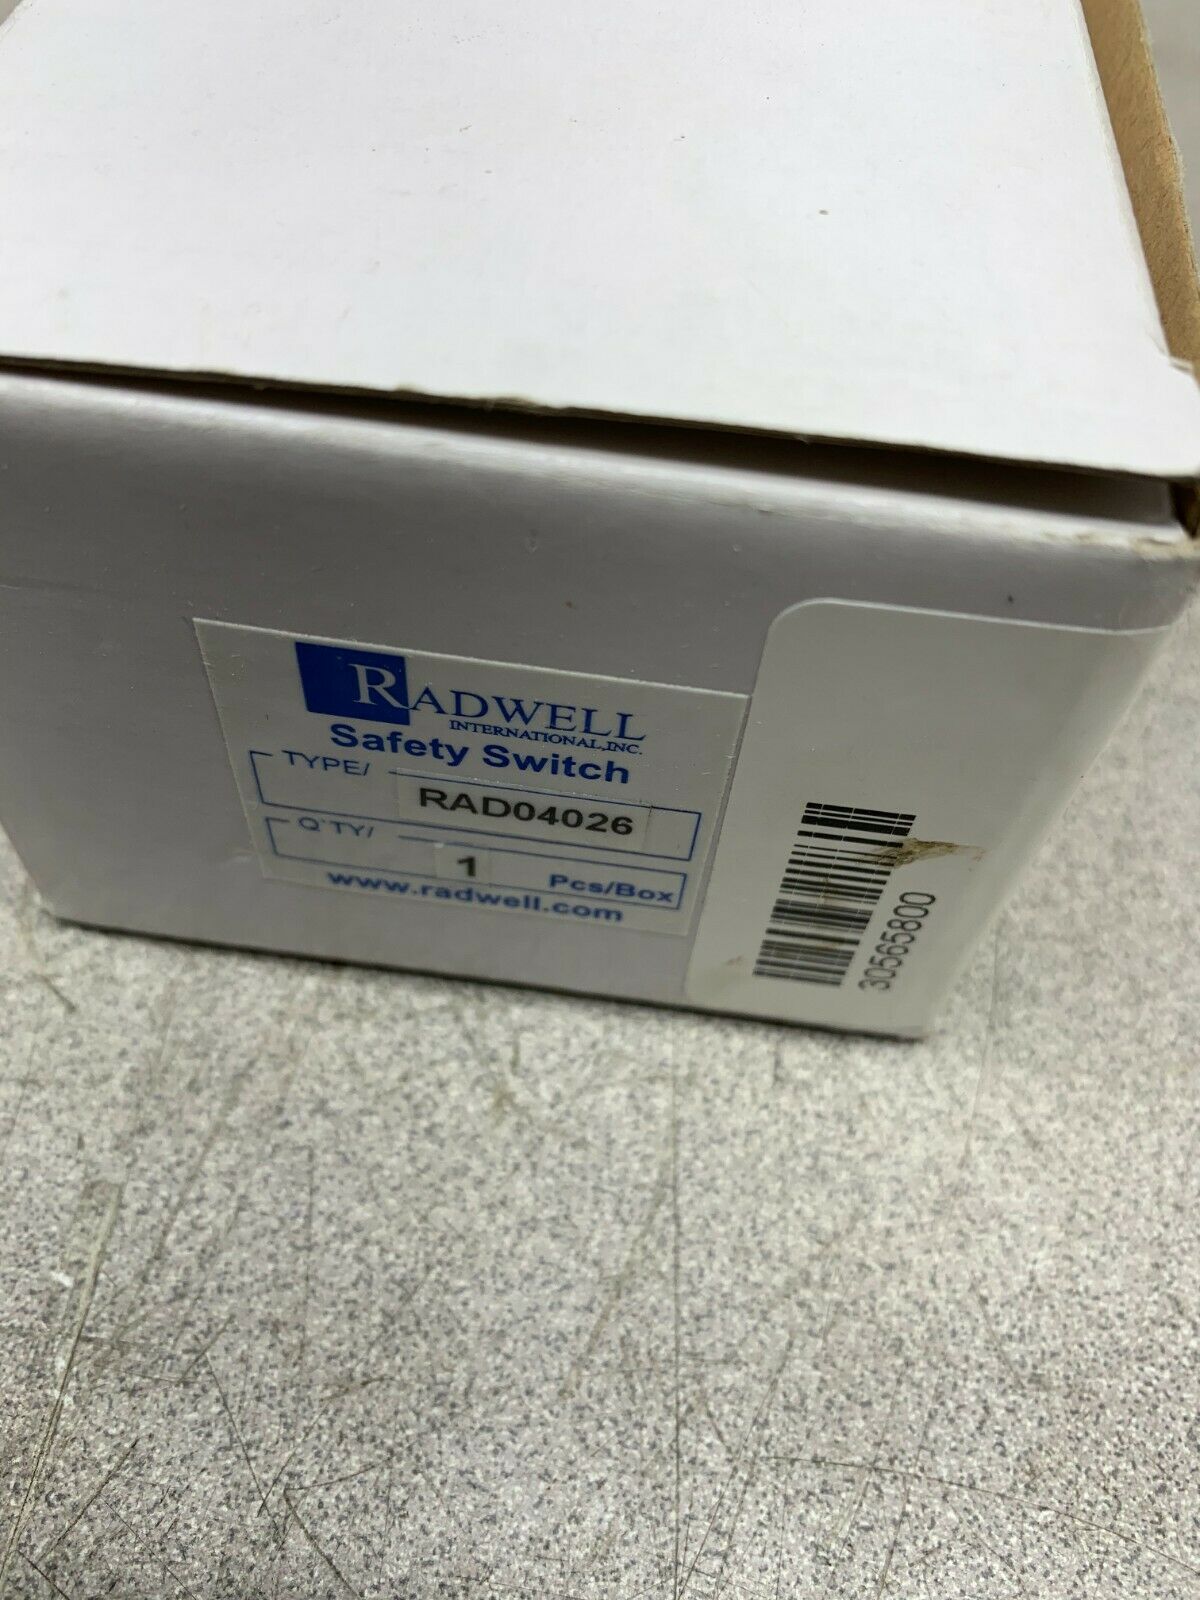 RADWELL
INTERNATIONAL,INC.
Safety Switch
TYPE/
RAD04026
Q'TY/
1 Pcs/Box
www.radwell.com
30565800